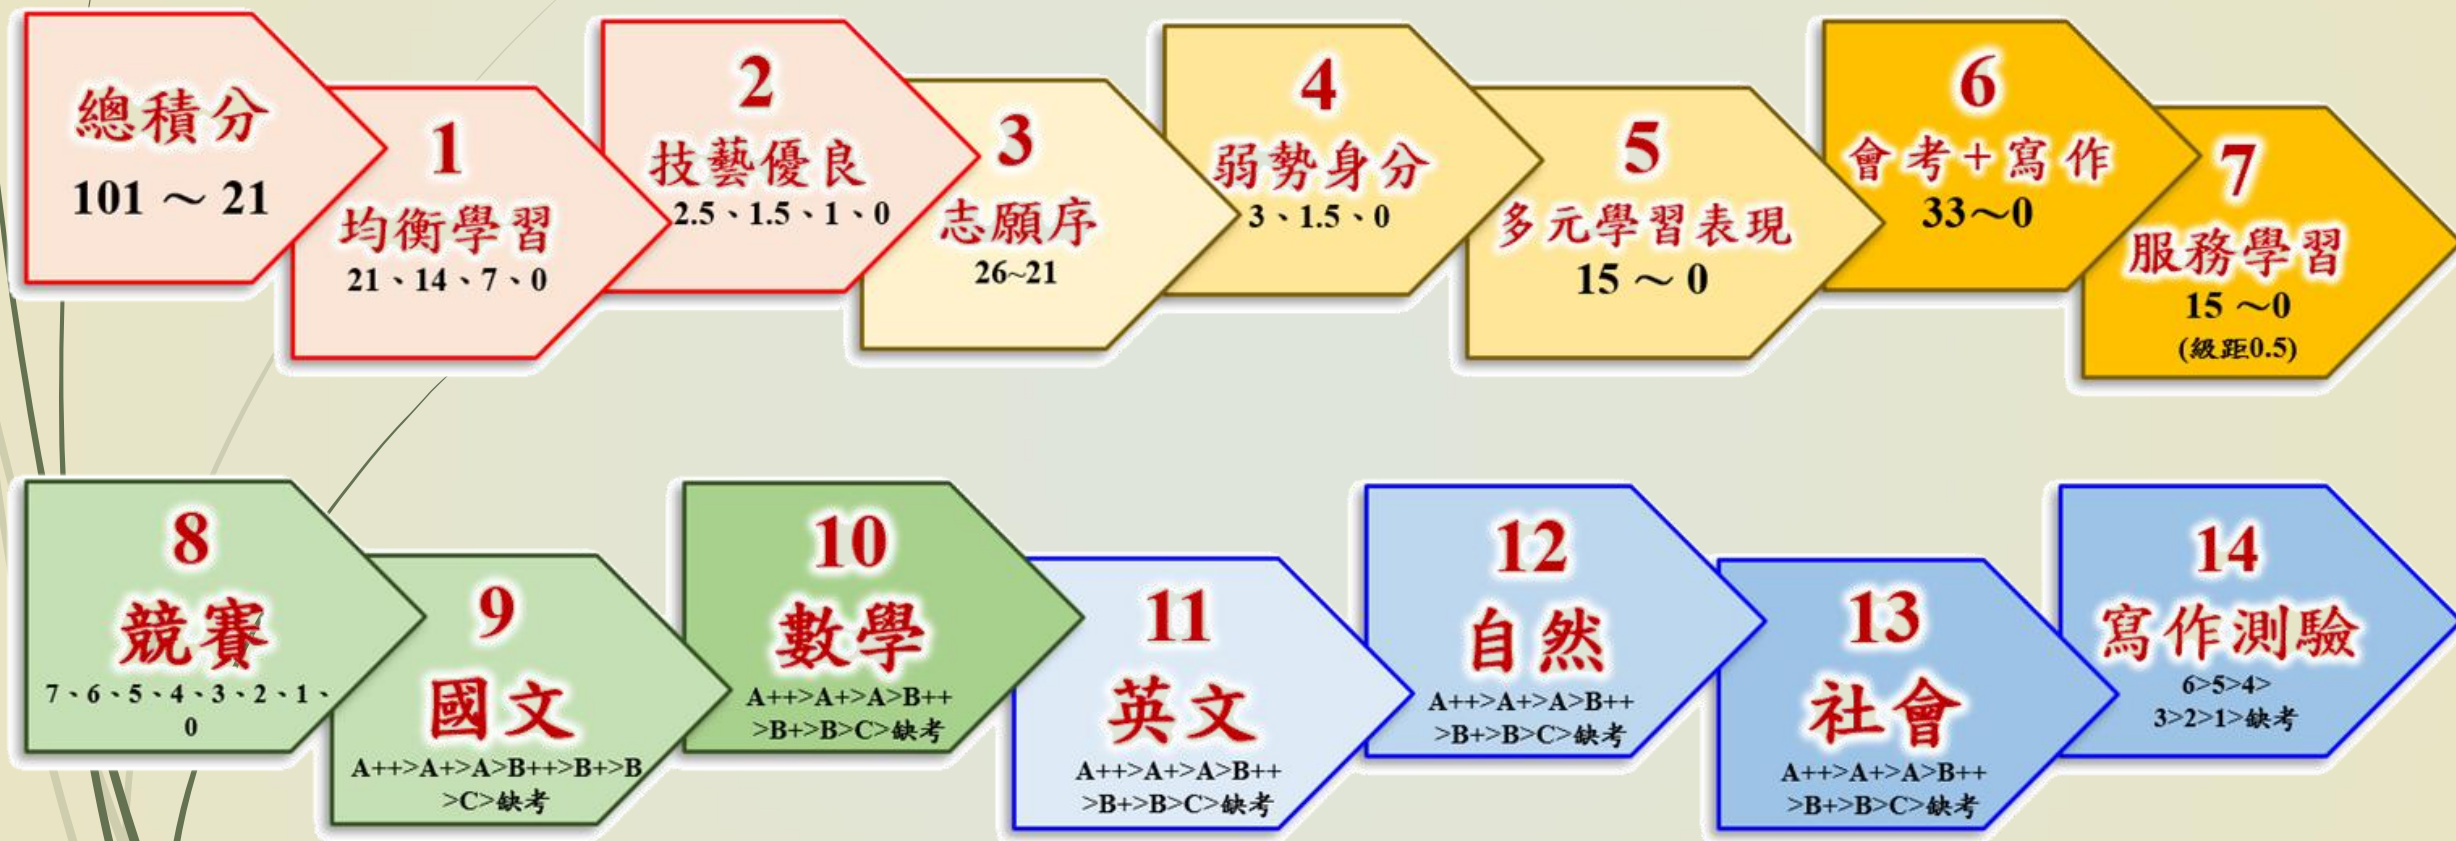 總積分
101 ～ 21
1
均衡學習
21、14、7、0
2
技藝優良
2.5、1.5、1、0
3
志願序
26~21
4
弱勢身分
3、1.5、0
5
多元學習表現
15 ～ 0
6
會考+寫作
33～0
7
服務學習
15 ～0
(級距0.5)
8
競賽
7、6、5、4、3、2、1、
0
9
國文
A++>A+>A>B++>B+>B
>C>缺考
10
數學
A++>A+>A>B++
>B+>B>C>缺考
11
英文
A++>A+>A>B++
>B+>B>C>缺考
12
自然
A++>A+>A>B++
>B+>B>C>缺考
13
社會
A++>A+>A>B++
>B+>B>C>缺考
14
寫作測驗
6>5>4>
3>2>1>缺考